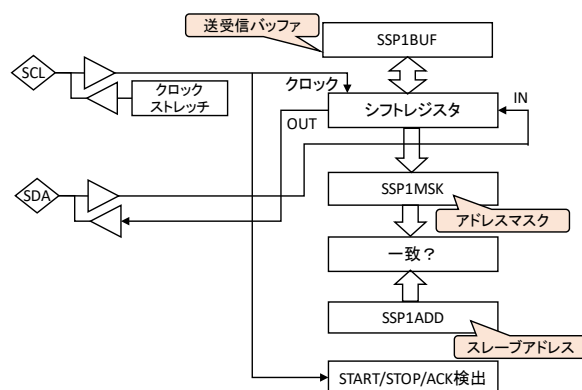 送受信バッファ
SSP1BUF
SCL
クロック
ストレッチ
クロック
シフトレジスタ
IN
OUT
SDA
SSP1MSK
アドレスマスク
一致？
SSP1ADD
スレーブアドレス
START/STOP/ACK検出